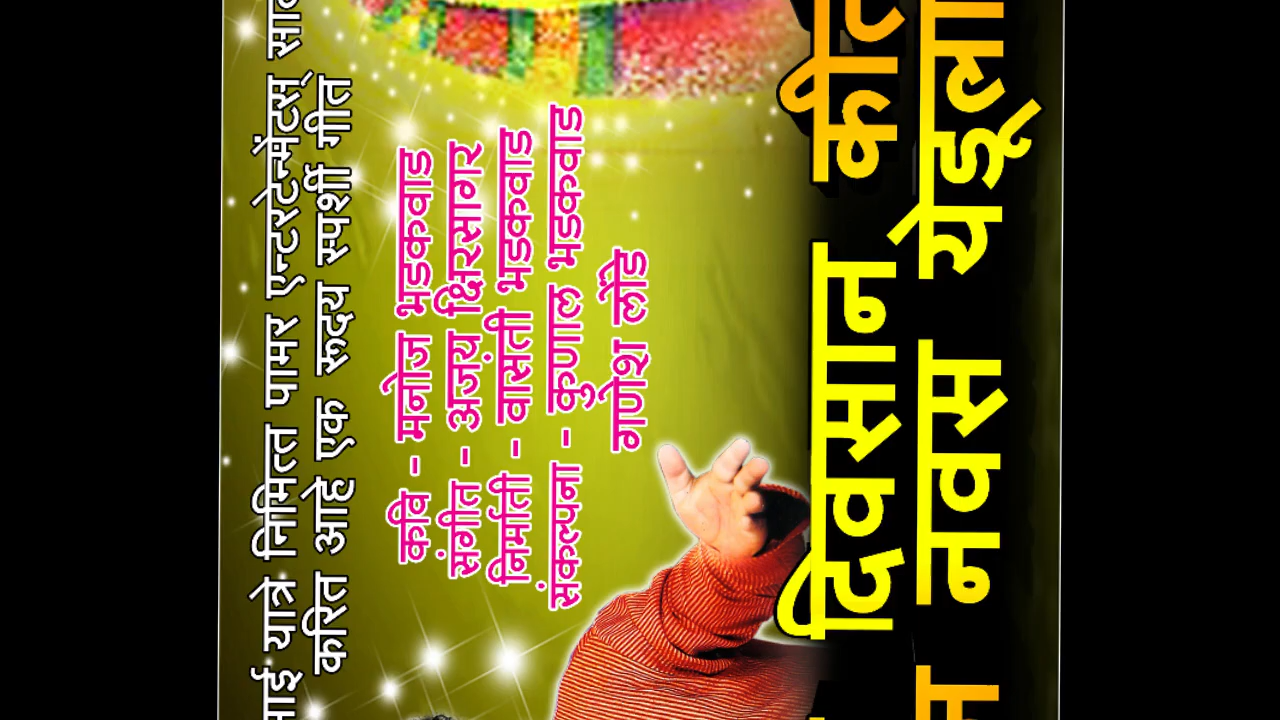 माई यात्रे निमित्त पामर एन्टरटेन्मेंटस् साद
करित आहे एक रूदय स्पर्शी गीत
कवि - मनोज भडकवाड
संगीत - अजय क्षिरसागर
निर्माती - वासंती भडकवाड
संकल्पना - कुणाल भडकवाड
गणेश लोंढे
दिवसान कीत
नवस येडूला